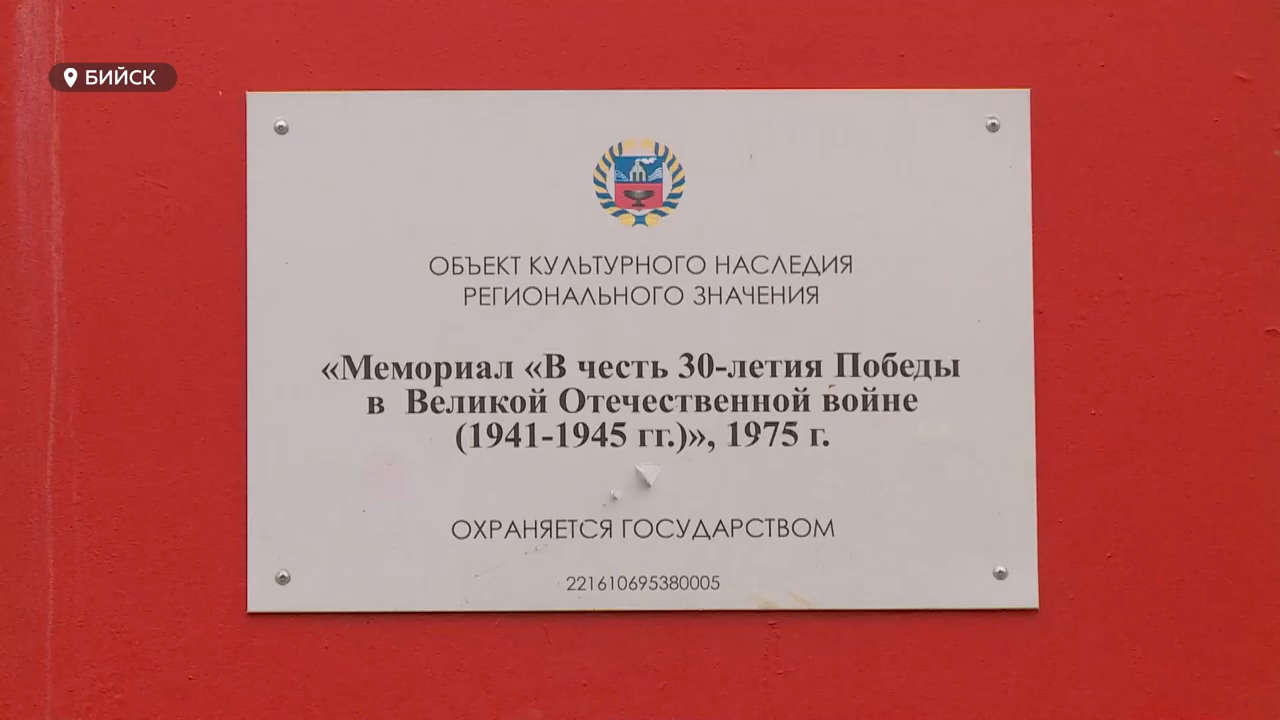 БИЙСК
ОБЪЕКТ КУЛЬТУРНОГО НАСЛЕДИЯ
РЕГИОНАЛЬНОГО ЗНАЧЕНИЯ
«Мемориал «В честь 30-летия Победы
в Великой Отечественной войне
(1941-1945 гг.)», 1975 г.
ОХРАНЯЕТСЯ ГОСУДАРСТВОМ
221610695380005